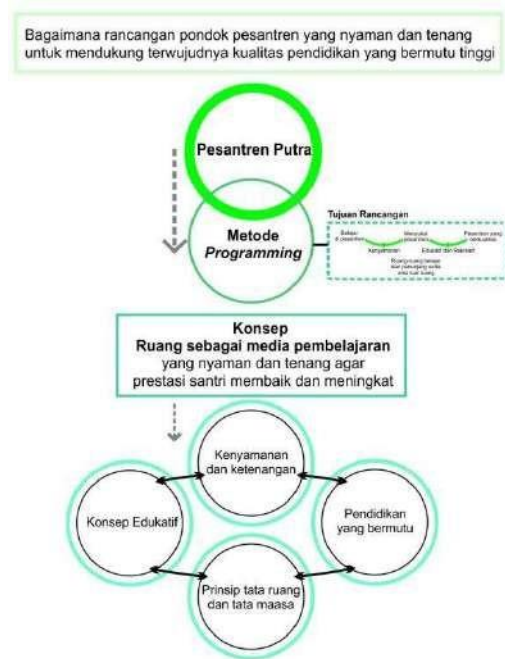 Bagaimana rancangan pondok pesantren yang nyaman dan tenang
untuk mendukung terwujudnya kualitas pendidikan yang bermutu tinggi
Pesantren Putra
Metode
Programming
Tujuan Rancangan
Kenyamanan
Edukatif dan
Konsep
Ruang sebagai media pembelajaran
yang nyaman dan tenang agar
prestasi santri membaik dan meningkat
Kenyamanan
dan ketenangan
Konsep Edukatif
Pendidikan
yang bermutu
Prinsip tata ruang
dan tata maasa